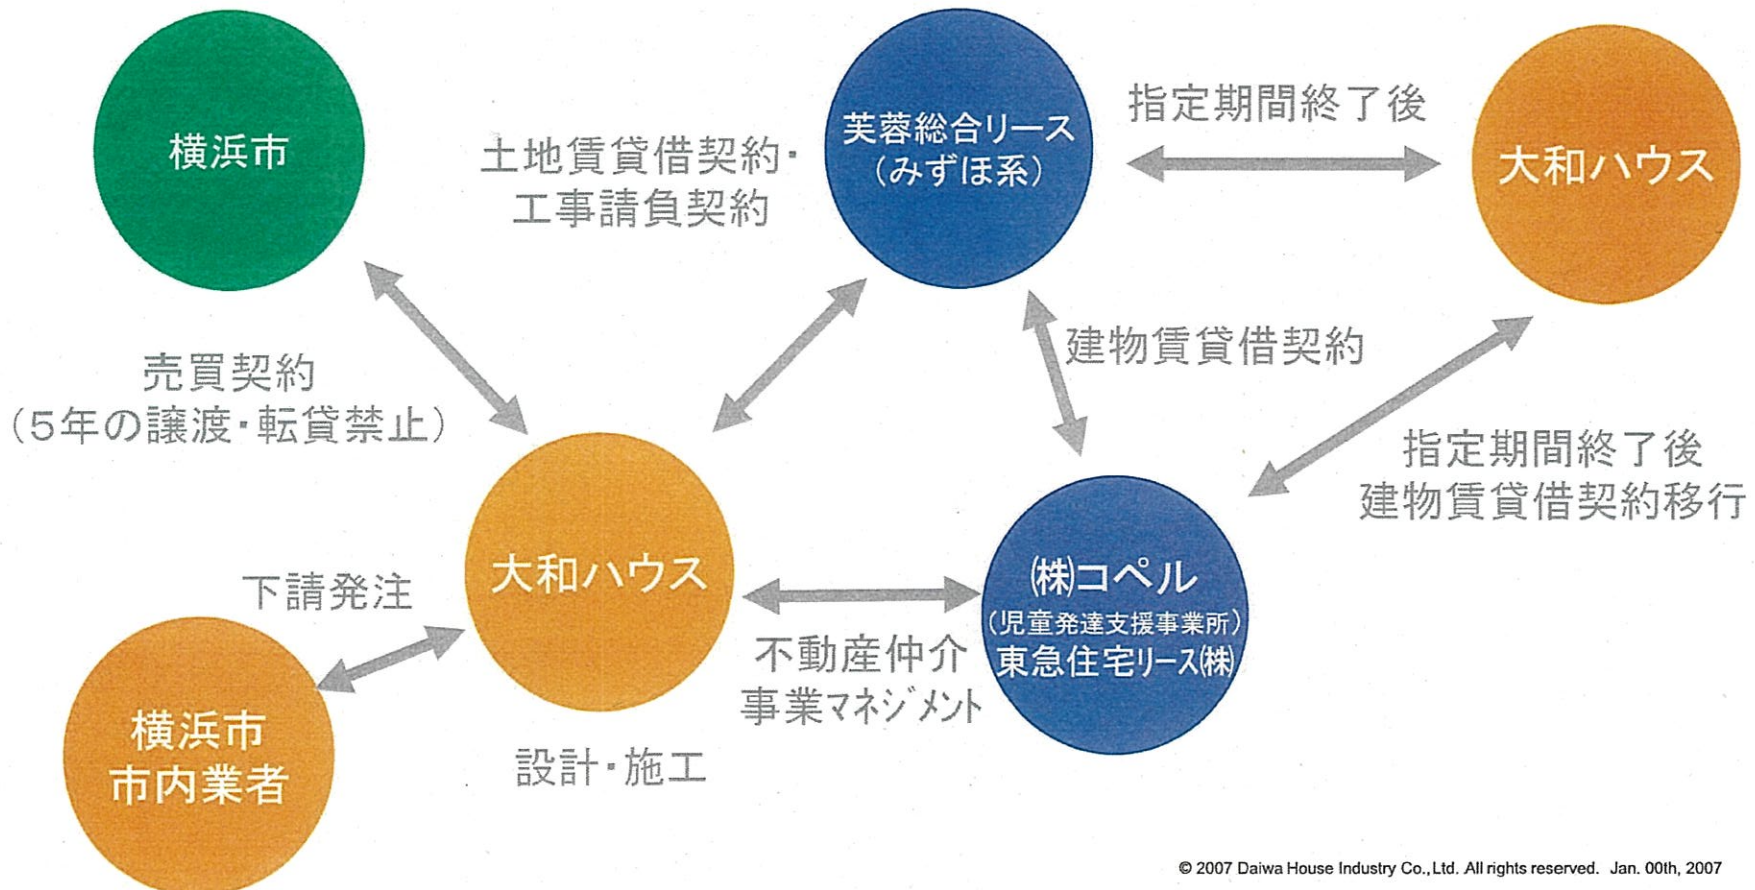 横浜市
土地賃貸借契約・
工事請負契約
芙蓉総合リース
(みずほ系)
指定期間終了後
大和ハウス
売買契約
(5年の譲渡・転貸禁止)
建物賃貸借契約
指定期間終了後
建物賃貸借契約移行
大和ハウス
㈱コペル
(児童発達支援事業所)
東急住宅リース㈱
下請発注
不動産仲介
事業マネジメント
横浜市
市内業者
設計・施工
© 2007 Daiwa House Industry Co., Ltd. All rights reserved. Jan. 00th, 2007